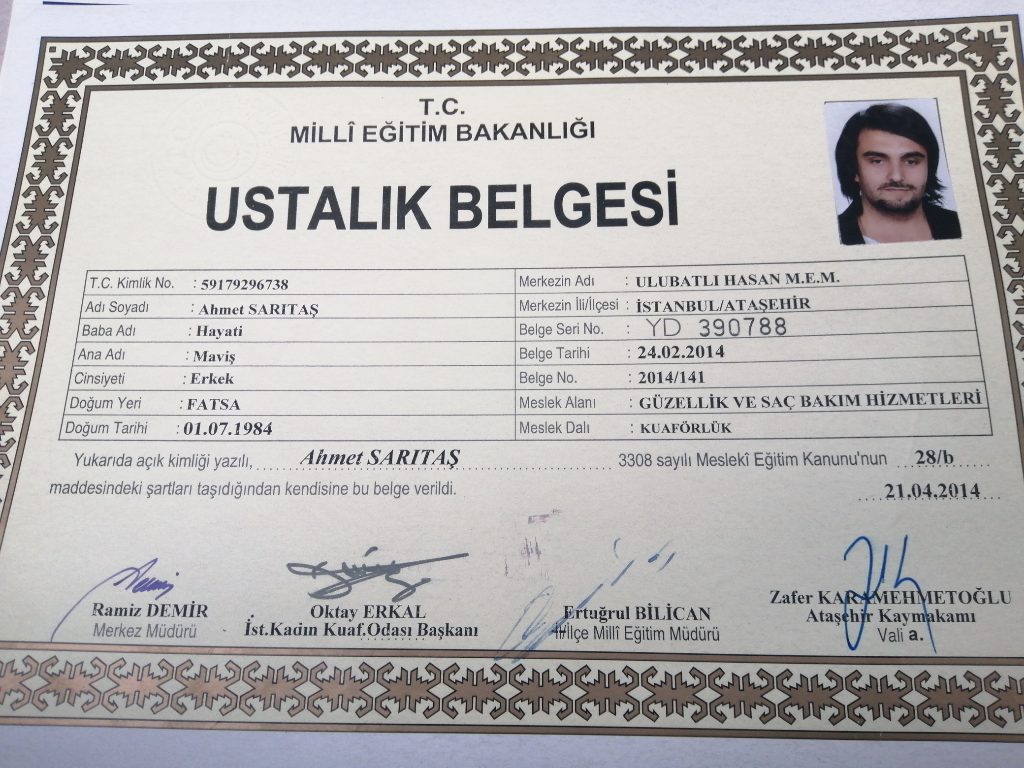 T.C.
MİLLÎ EĞİTİM BAKANLIĞI
USTALIK BELGESİ
T.C. Kimlik No. : 59179296738
Adı Soyadı : Ahmet SARITAŞ
Baba Adı : Hayati
Ana Adı : Maviş
Cinsiyeti : Erkek
Doğum Yeri : FATSA
Doğum Tarihi : 01.07.1984
Merkezin Adı : ULUBATLI HASAN M.E.M.
Merkezin İli/İlçesi : İSTANBUL/ATAŞEHİR
Belge Seri No. : YD 390788
Belge Tarihi : 24.02.2014
Belge No. : 2014/141
Meslek Alanı : GÜZELLİK VE SAÇ BAKIM HİZMETLERİ
Meslek Dalı : KUAFÖRLÜK
Yukarıda açık kimliği yazılı, Ahmet SARITAŞ 3308 sayılı Meslekî Eğitim Kanunu'nun 28/b
maddesindeki şartları taşıdığından kendisine bu belge verildi.
21.04.2014
Ramiz DEMİR
Merkez Müdürü
Oktay ERKAL
İst.Kadın Kuaf.Odası Başkanı
Ertuğrul BİLİCAN
İl/İlçe Millî Eğitim Müdürü
Zafer KARAMEHMETOĞLU
Ataşehir Kaymakamı
Vali a.